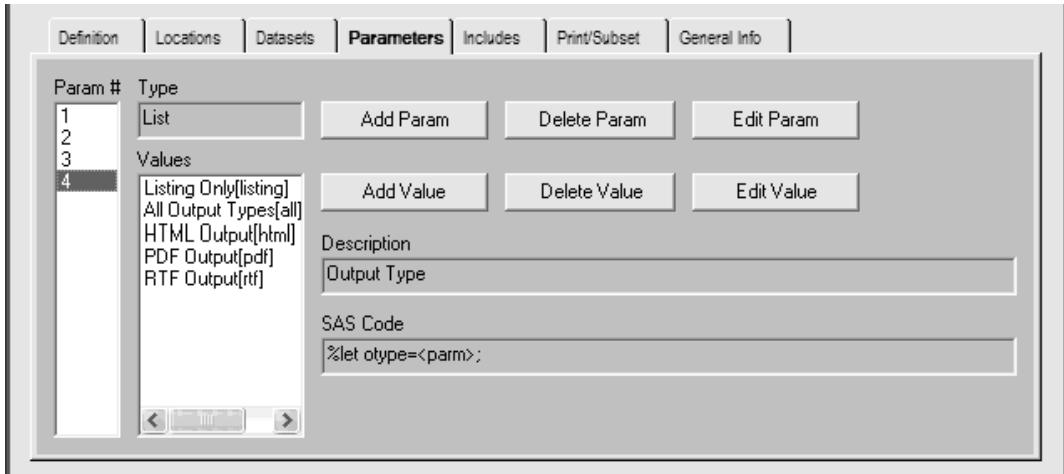 Definition Locations Datasets Parameters Includes Print/Subset General Info
Param # Type
1 List Add Param Delete Param Edit Param
2
3 Values
4 Listing Only[listing] Add Value Delete Value Edit Value
All Output Types[all]
HTML Output[html] Description
PDF Output[pdf] Output Type
RTF Output[rtf]
SAS Code
%let otype=<parm>;